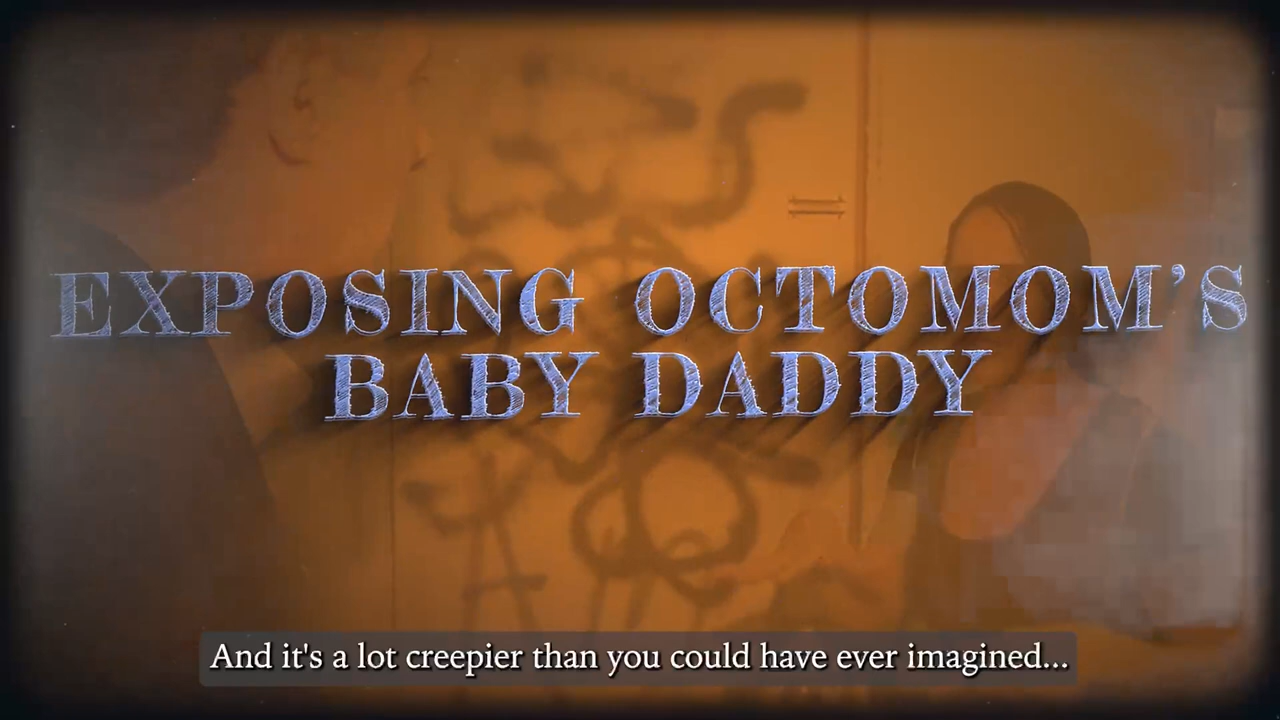 EXPOSING OCTOMOM'S
BABY DADDY
And it's a lot creepier than you could have ever imagined...